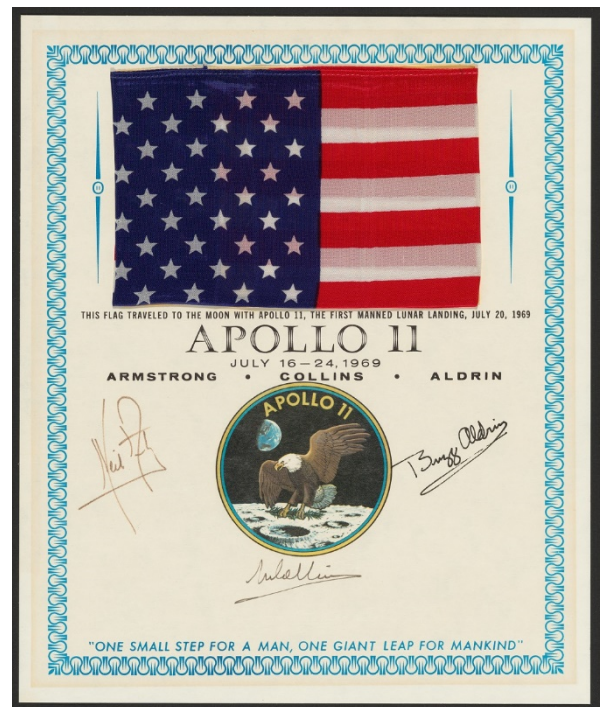 THIS FLAG TRAVELED TO THE MOON WITH APOLLO 11, THE FIRST MANNED LUNAR LANDING, JULY 20, 1969
APOLLO 11
JULY 16–24, 1969
ARMSTRONG • COLLINS • ALDRIN
APOLLO 11
Buzz Aldrin
"ONE SMALL STEP FOR A MAN, ONE GIANT LEAP FOR MANKIND"